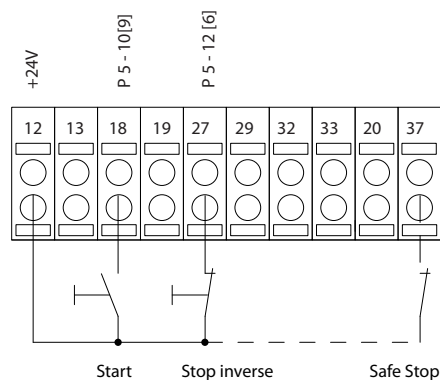 +24V P 5 - 10[9] P 5 - 12 [6]
12 13 18 19 27 29 32 33 20 37
Start Stop inverse Safe Stop